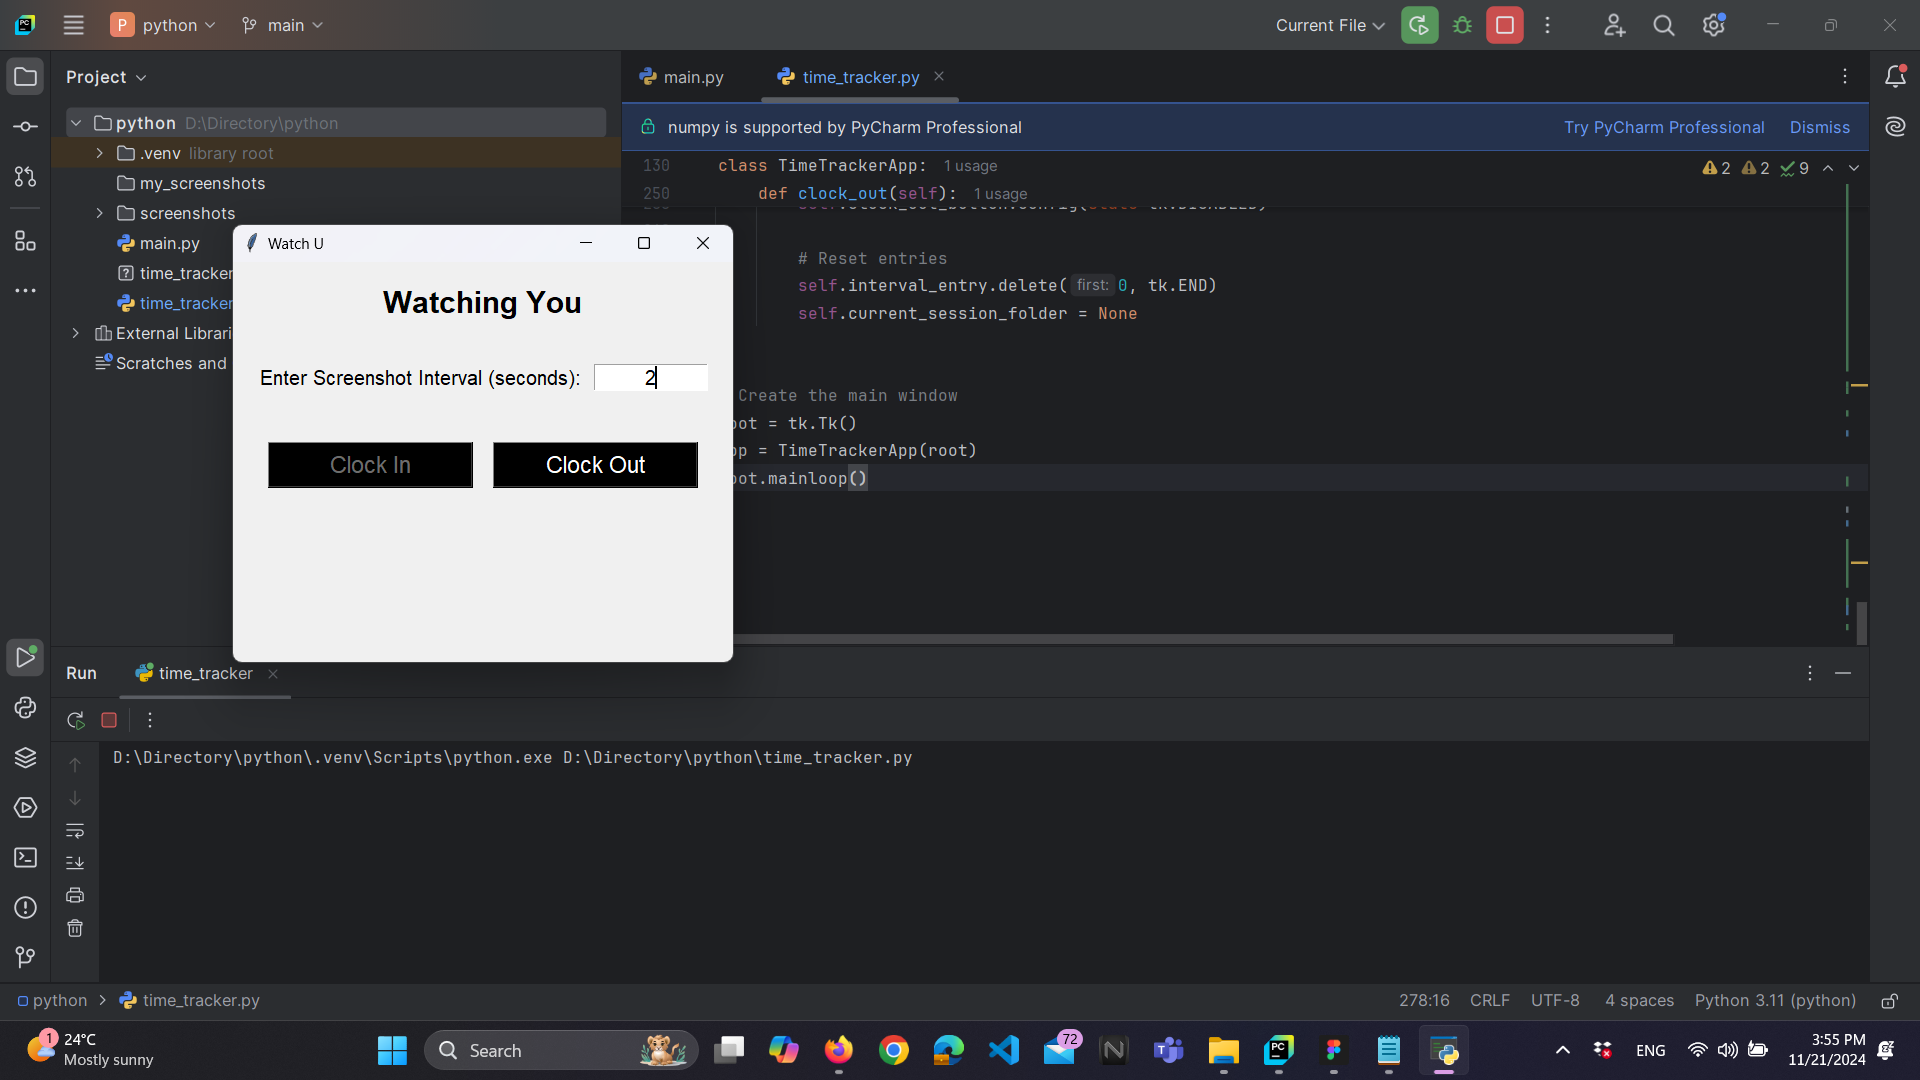 P python main
Current File
Project
main.py
time_tracker.py
python D:\Directory\python
.venv library root
my_screenshots
screenshots
main.py
time_tracker
time_tracker
External Librari
Scratches and
numpy is supported by PyCharm Professional
Try PyCharm Professional
Dismiss
130 class TimeTrackerApp: 1 usage
250 def clock_out(self): 1 usage
2 2 9
# Reset entries
self.interval_entry.delete( first: 0, tk.END)
self.current_session_folder = None
Create the main window
oot = tk.Tk()
pp = TimeTrackerApp(root)
oot.mainloop()
Watch U
Watching You
Enter Screenshot Interval (seconds): 2
Clock In
Clock Out
Run
time_tracker
D:\Directory\python\.venv\Scripts\python.exe D:\Directory\python\time_tracker.py
python > time_tracker.py
278:16 CRLF UTF-8 4 spaces Python 3.11 (python)
1
24°C
Mostly sunny
Search
72
PC
ENG
3:55 PM
11/21/2024